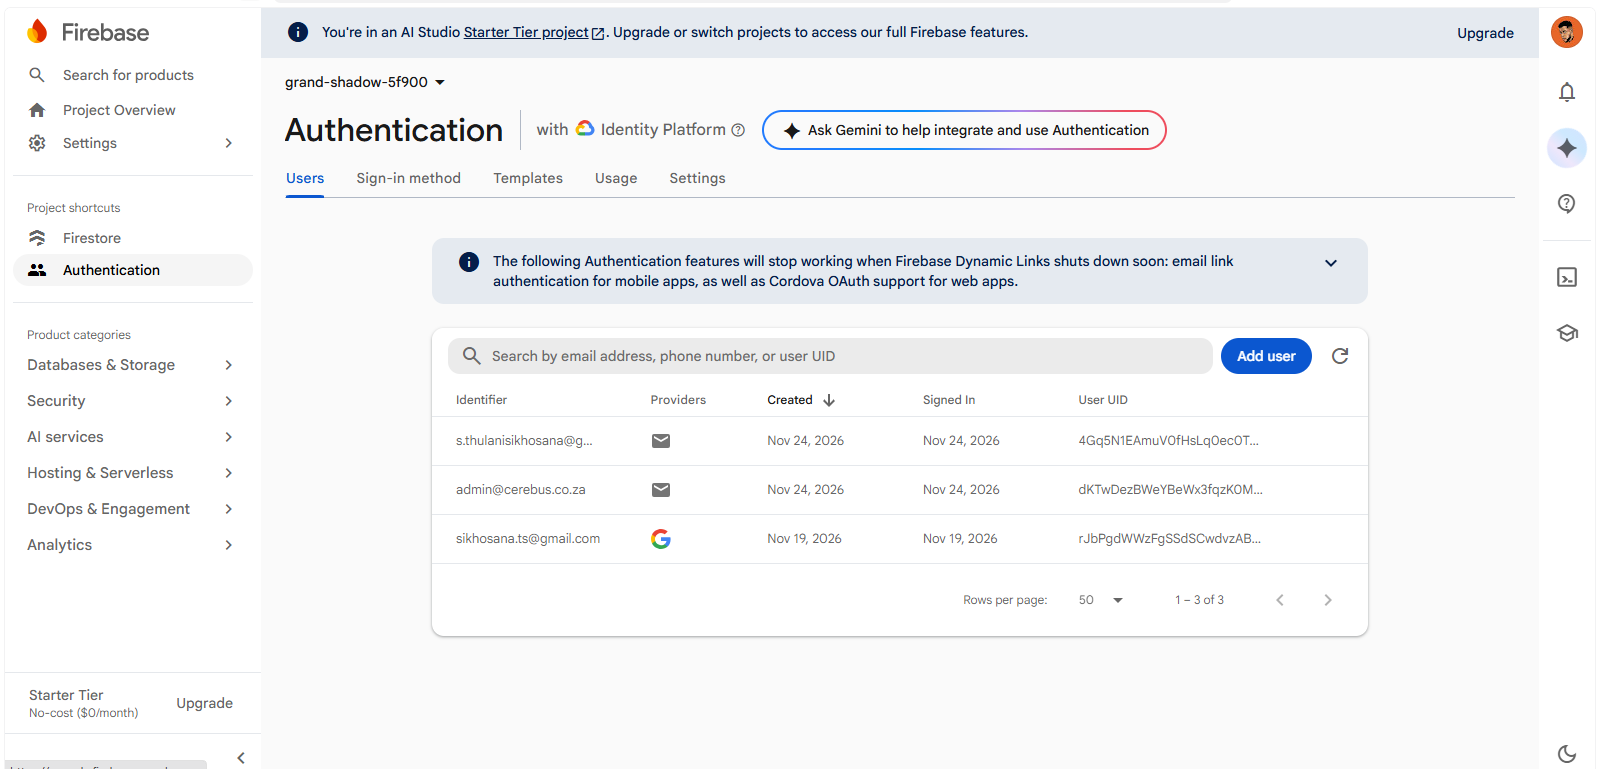 Firebase
Search for products
Project Overview
Settings
Project shortcuts
Firestore
Authentication
Product categories
Databases & Storage
Security
AI services
Hosting & Serverless
DevOps & Engagement
Analytics
Starter Tier
No-cost ($0/month)
Upgrade
You're in an AI Studio Starter Tier project. Upgrade or switch projects to access our full Firebase features.
Upgrade
grand-shadow-5f900
Authentication
with Identity Platform
Ask Gemini to help integrate and use Authentication
Users Sign-in method Templates Usage Settings
The following Authentication features will stop working when Firebase Dynamic Links shuts down soon: email link
authentication for mobile apps, as well as Cordova OAuth support for web apps.
Search by email address, phone number, or user UID
Add user
Identifier Providers Created Signed In User UID
s.thulanisikhosana@g... Nov 24, 2026 Nov 24, 2026 4Gq5N1EAmuV0fHsLq0ec0T...
admin@cerebus.co.za Nov 24, 2026 Nov 24, 2026 dKTwDezBWeYBeWx3fqzK0M...
sikhosana.ts@gmail.com Nov 19, 2026 Nov 19, 2026 rJbPgdWWzFgSSdSCwdvzAB...
Rows per page: 50 1 – 3 of 3